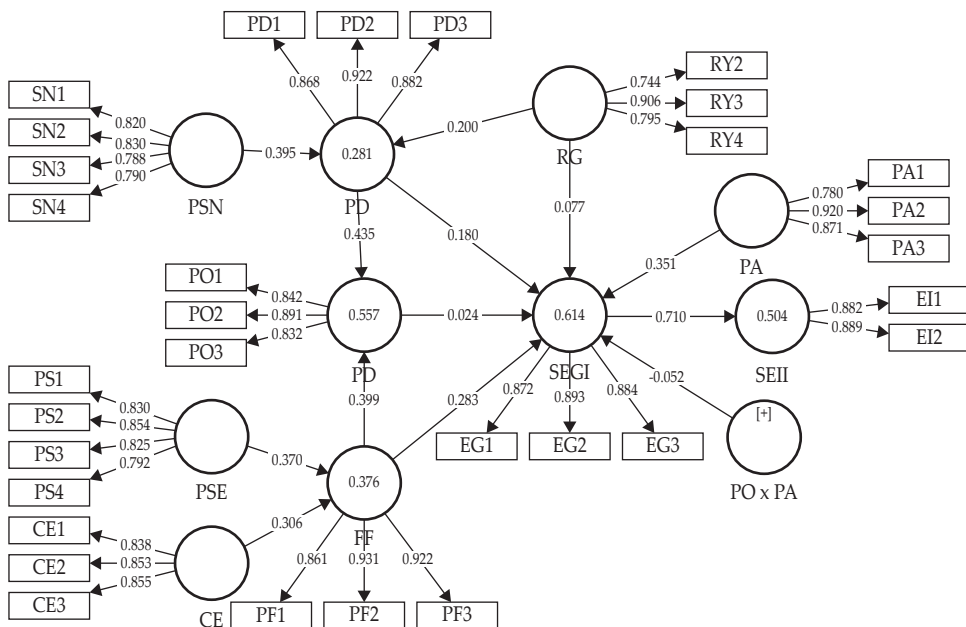 PD1 PD2 PD3
0.868 0.922 0.882
SN1
SN2
SN3
SN4
0.820
0.830
0.788
0.790
PSN
0.395
0.281
PD
0.200
RG
0.744
0.906
0.795
RY2
RY3
RY4
0.077
0.435
0.180
PA
0.780
0.920
0.871
PA1
PA2
PA3
0.351
PO1
PO2
PO3
0.842
0.891
0.832
0.557
PD
0.024
0.614
SEGI
0.710
0.504
SEII
0.882
0.889
EI1
EI2
0.399
0.283
0.872
0.893
0.884
EG1 EG2 EG3
-0.052
[+]
PO x PA
PS1
PS2
PS3
PS4
0.830
0.854
0.825
0.792
PSE
0.370
0.376
FF
0.306
CE1
CE2
CE3
0.838
0.853
0.855
CE
0.861 0.931 0.922
PF1 PF2 PF3